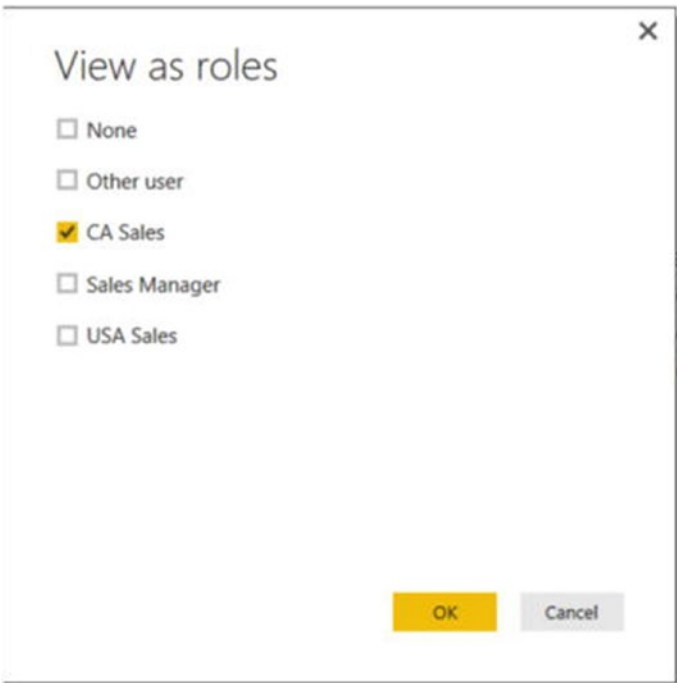 View as roles
None
Other user
CA Sales
Sales Manager
USA Sales
OK Cancel